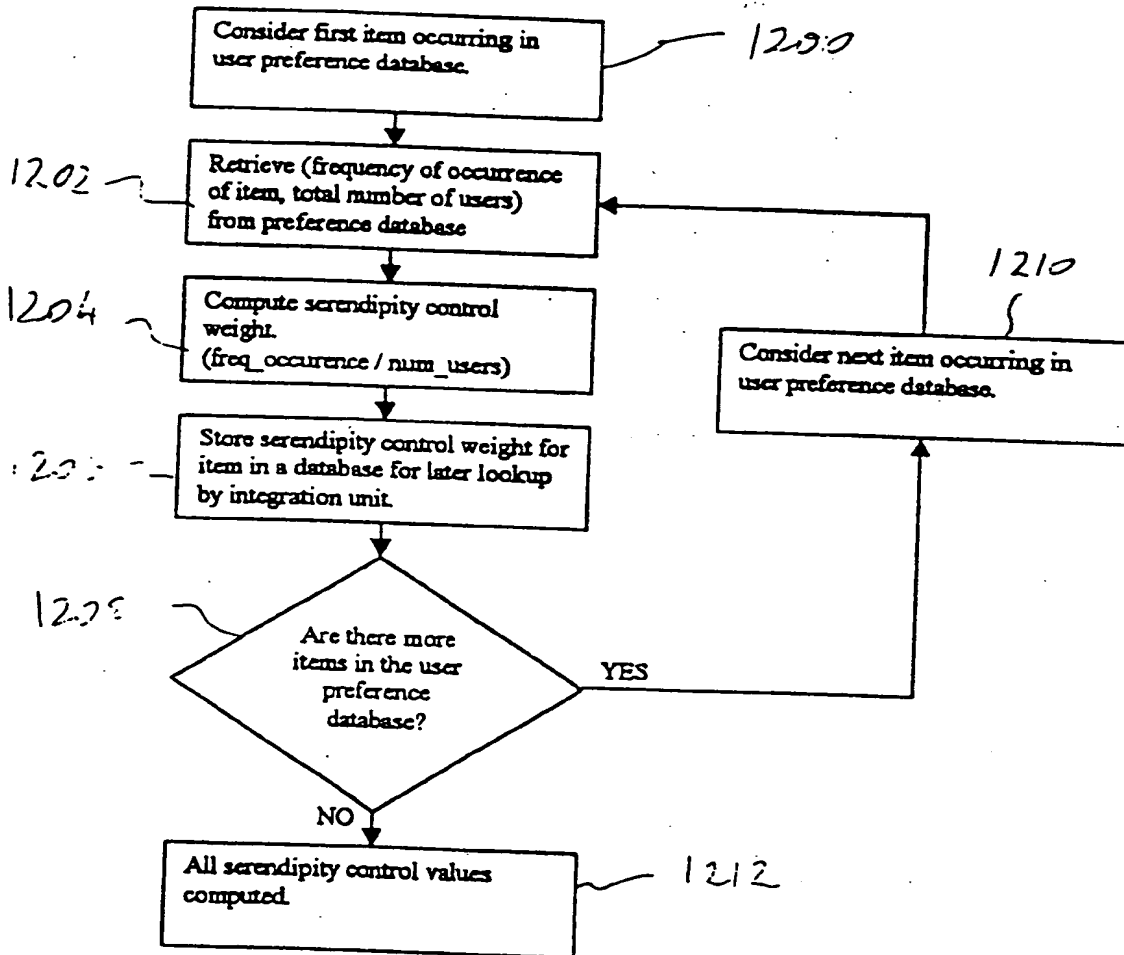 Consider first item occurring in
user preference database.
1200
1202
Retrieve (frequency of occurrence
of item, total number of users)
from preference database
1204
Compute serendipity control
weight.
(freq_occurence / num_users)
1210
Consider next item occurring in
user preference database.
Store serendipity control weight for
item in a database for later lookup
by integration unit.
1208
Are there more
items in the user
preference
database?
YES
NO
All serendipity control values
computed.
1212